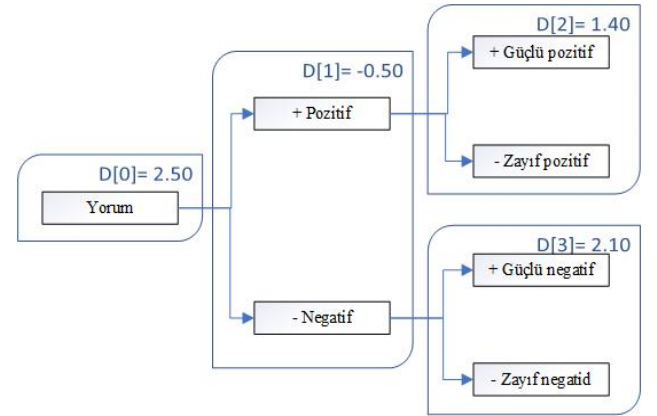 D[0]= 2.50
Yorum
D[1]= -0.50
+ Pozitif
- Negatif
D[2]= 1.40
+ Güçlü pozitif
- Zayıf pozitif
D[3]= 2.10
+ Güçlü negatif
- Zayıf negatid